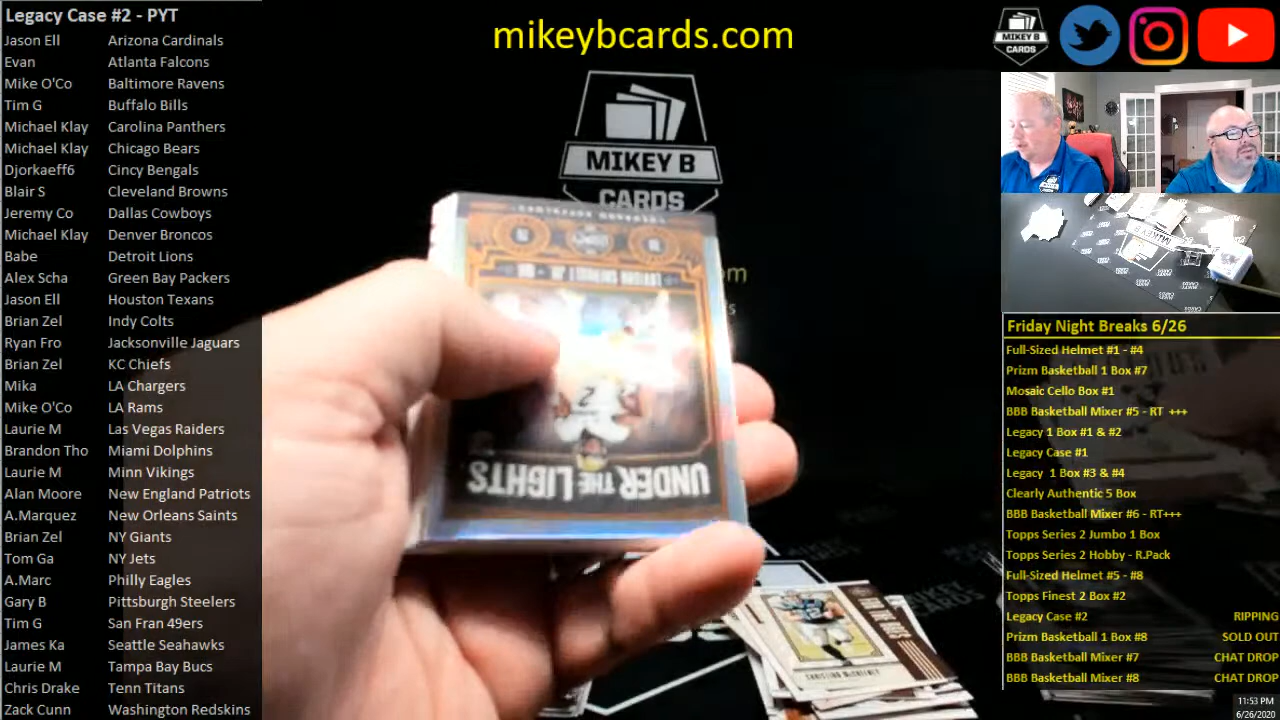 Legacy Case #2 - PYT
Jason Ell Arizona Cardinals
Evan Atlanta Falcons
Mike O'Co Baltimore Ravens
Tim G Buffalo Bills
Michael Klay Carolina Panthers
Michael Klay Chicago Bears
Djorkaeff6 Cincy Bengals
Blair S Cleveland Browns
Jeremy Co Dallas Cowboys
Michael Klay Denver Broncos
Babe Detroit Lions
Alex Scha Green Bay Packers
Jason Ell Houston Texans
Brian Zel Indy Colts
Ryan Fro Jacksonville Jaguars
Brian Zel KC Chiefs
Mika LA Chargers
Mike O'Co LA Rams
Laurie M Las Vegas Raiders
Brandon Tho Miami Dolphins
Laurie M Minn Vikings
Alan Moore New England Patriots
A.Marquez New Orleans Saints
Brian Zel NY Giants
Tom Ga NY Jets
A.Marc Philly Eagles
Gary B Pittsburgh Steelers
Tim G San Fran 49ers
James Ka Seattle Seahawks
Laurie M Tampa Bay Bucs
Chris Drake Tenn Titans
Zack Cunn Washington Redskins
mikeybcards.com
MIKEY B
CARDS
UNDER THE LIGHTS
2
CHRISTIAN McCAFFREY
MIKEY B
CARDS
MIKEY B
Friday Night Breaks 6/26
Full-Sized Helmet #1 - #4
Prizm Basketball 1 Box #7
Mosaic Cello Box #1
BBB Basketball Mixer #5 - RT +++
Legacy 1 Box #1 & #2
Legacy Case #1
Legacy 1 Box #3 & #4
Clearly Authentic 5 Box
BBB Basketball Mixer #6 - RT+++
Topps Series 2 Jumbo 1 Box
Topps Series 2 Hobby - R.Pack
Full-Sized Helmet #5 - #8
Topps Finest 2 Box #2
Legacy Case #2 RIPPING
Prizm Basketball 1 Box #8 SOLD OUT
BBB Basketball Mixer #7 CHAT DROP
BBB Basketball Mixer #8 CHAT DROP
11:53 PM
6/26/2020